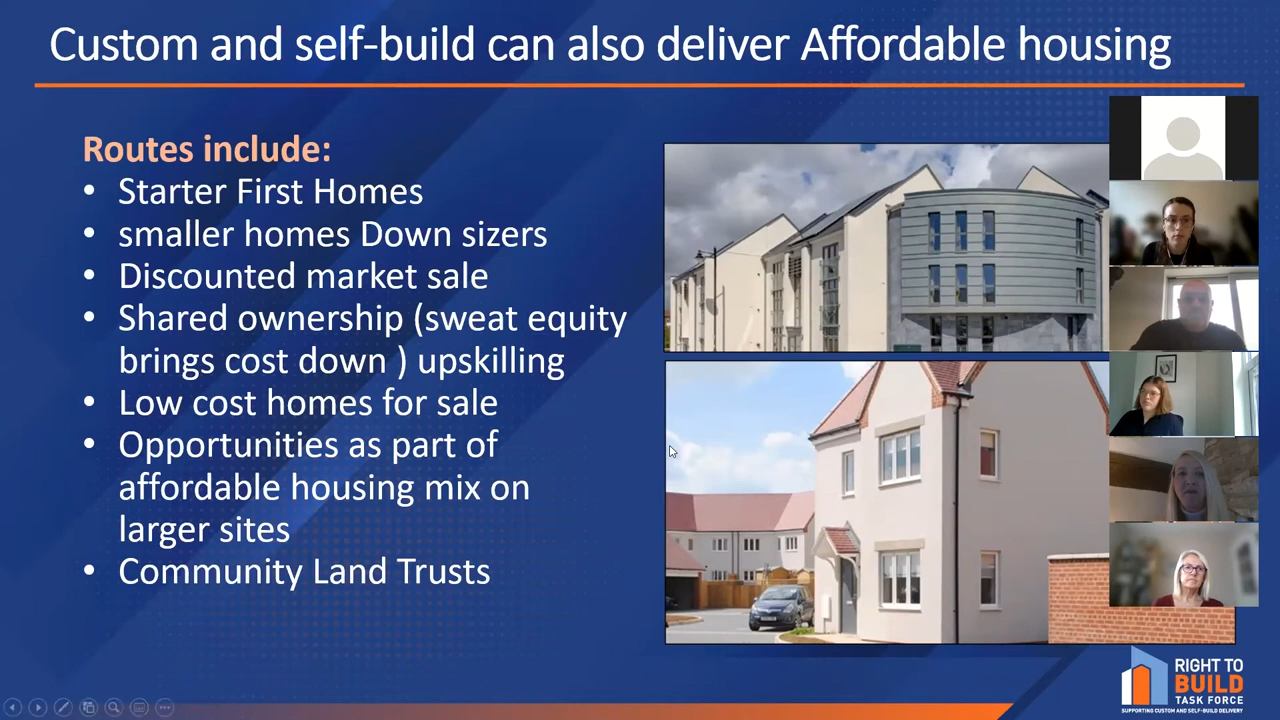 Custom and self-build can also deliver Affordable housing
Routes include:
• Starter First Homes
• smaller homes Down sizers
• Discounted market sale
• Shared ownership (sweat equity
brings cost down ) upskilling
• Low cost homes for sale
• Opportunities as part of
affordable housing mix on
larger sites
• Community Land Trusts
RIGHT TO
BUILD
TASK FORCE
SUPPORTING CUSTOM AND SELF-BUILD DELIVERY